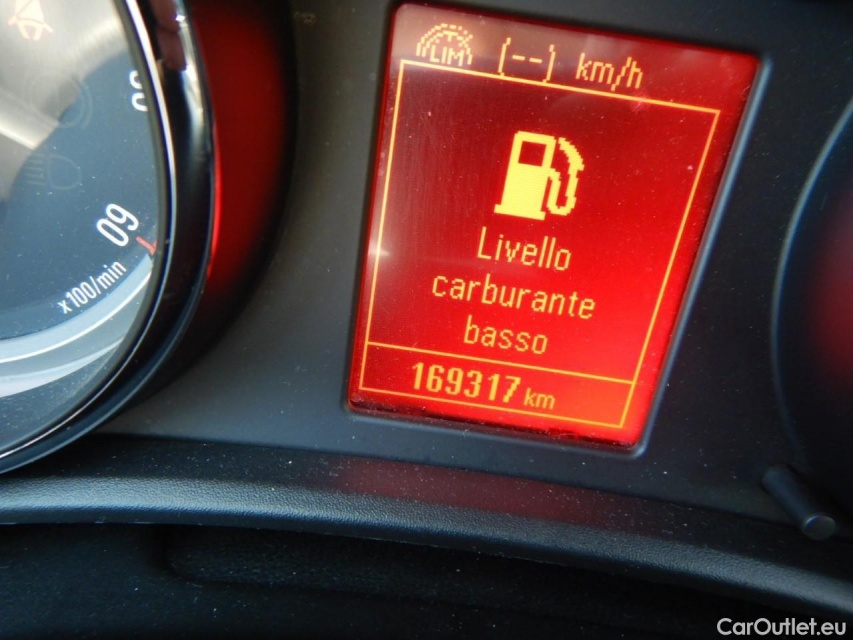 LIM (--) km/h
Livello
carburante
basso
169317 km
60
x100/min
CarOutlet.eu